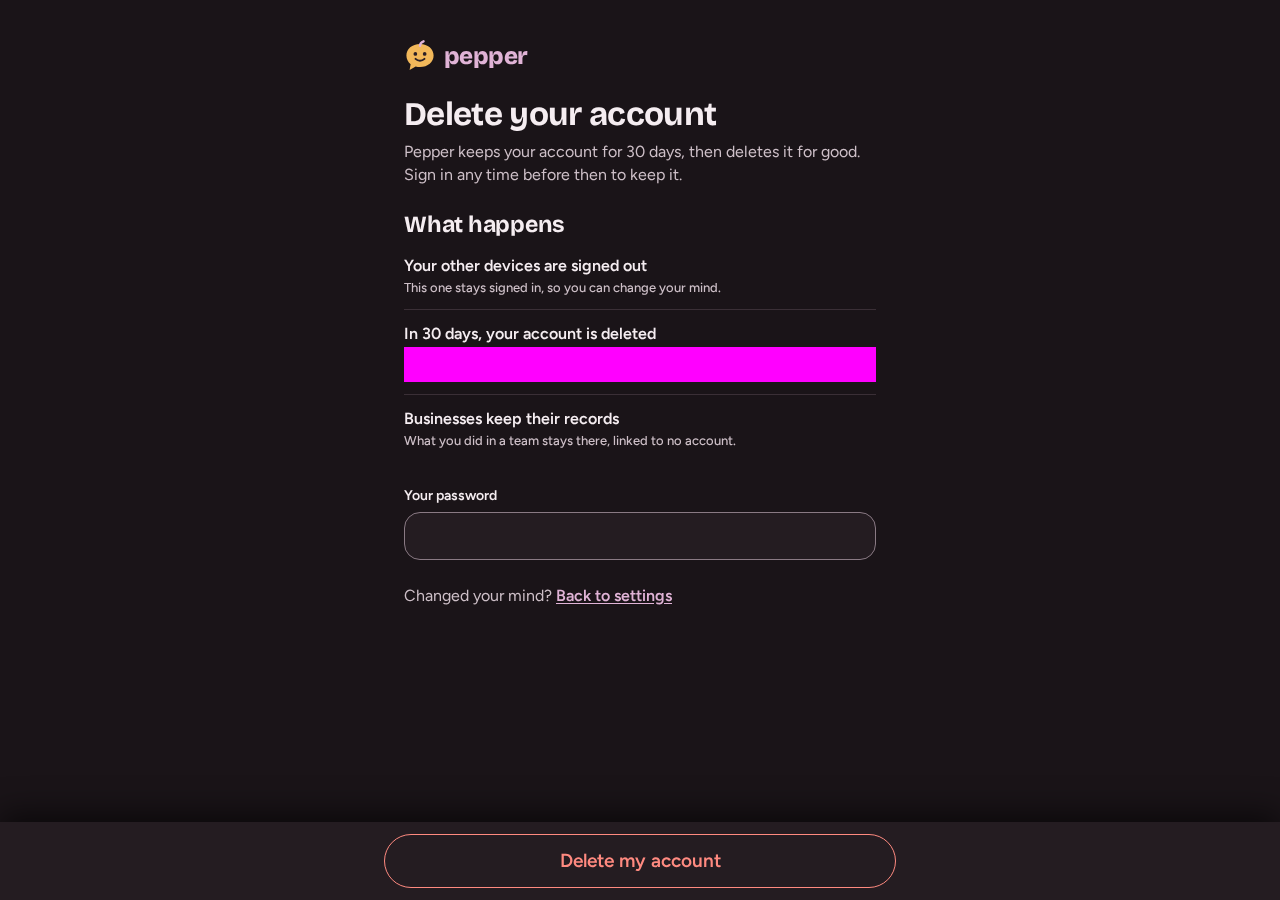 pepper
Delete your account
Pepper keeps your account for 30 days, then deletes it for good.
Sign in any time before then to keep it.
What happens
Your other devices are signed out
This one stays signed in, so you can change your mind.
In 30 days, your account is deleted
Businesses keep their records
What you did in a team stays there, linked to no account.
Your password
Changed your mind? Back to settings
Delete my account